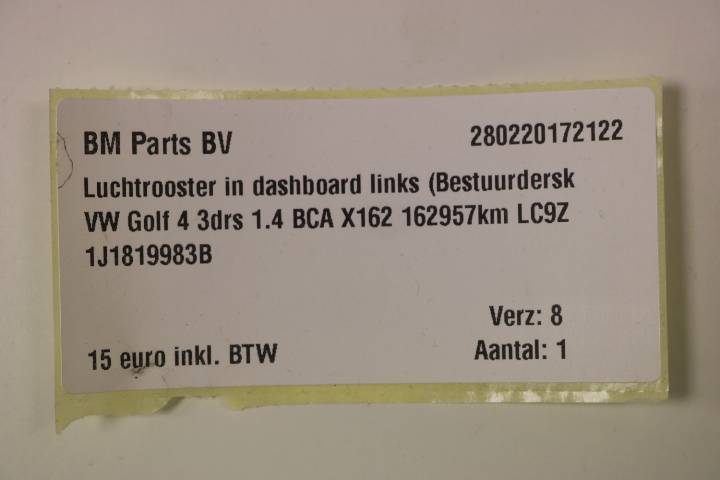 BM Parts BV 280220172122
Luchtrooster in dashboard links (Bestuurdersk
VW Golf 4 3drs 1.4 BCA X162 162957km LC9Z
1J1819983B
Verz: 8
15 euro inkl. BTW Aantal: 1